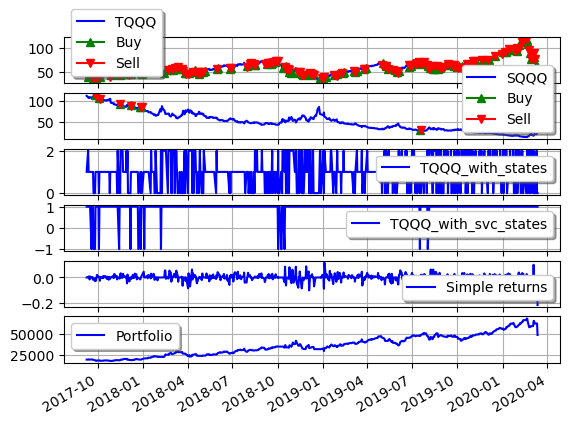 TQQQ
Buy
Sell
100
50
SQQQ
Buy
Sell
100
50
TQQQ_with_states
2
0
TQQQ_with_svc_states
1
0
−1
Simple returns
0.0
−0.2
Portfolio
50000
25000
2017-10
2018-01
2018-04
2018-07
2018-10
2019-01
2019-04
2019-07
2019-10
2020-01
2020-04